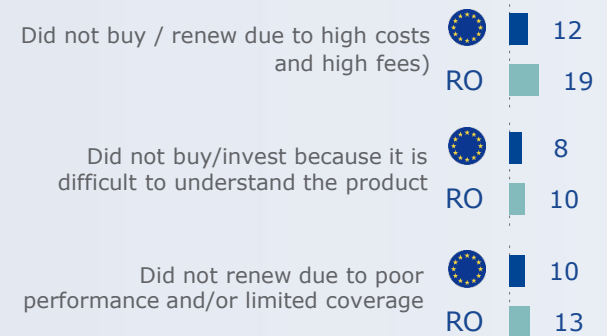 Did not buy / renew due to high costs
and high fees)
12
RO 19
Did not buy/invest because it is
difficult to understand the product
8
RO 10
Did not renew due to poor
performance and/or limited coverage
10
RO 13